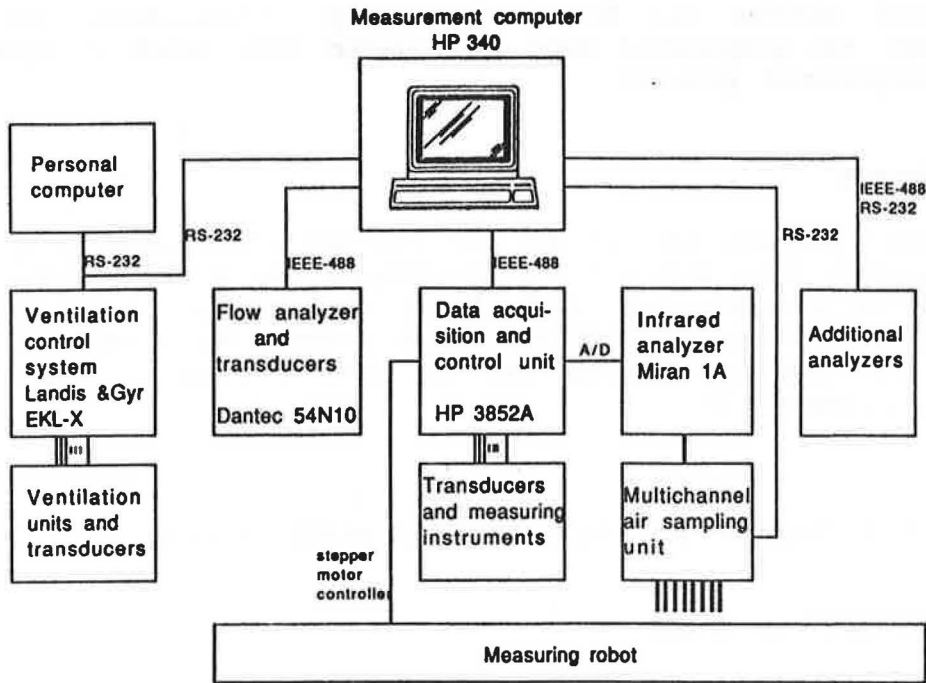 Measurement computer
HP 340
Personal
computer
RS-232
RS-232
IEEE-488
IEEE-488
RS-232
IEEE-488
RS-232
Ventilation
control
system
Landis &Gyr
EKL-X
Flow analyzer
and
transducers
Dantec 54N10
Data acqui-
sition and
control unit
HP 3852A
A/D
Infrared
analyzer
Miran 1A
Additional
analyzers
Ventilation
units and
transducers
Transducers
and measuring
instruments
Multichannel
air sampling
unit
stepper
motor
controller
Measuring robot